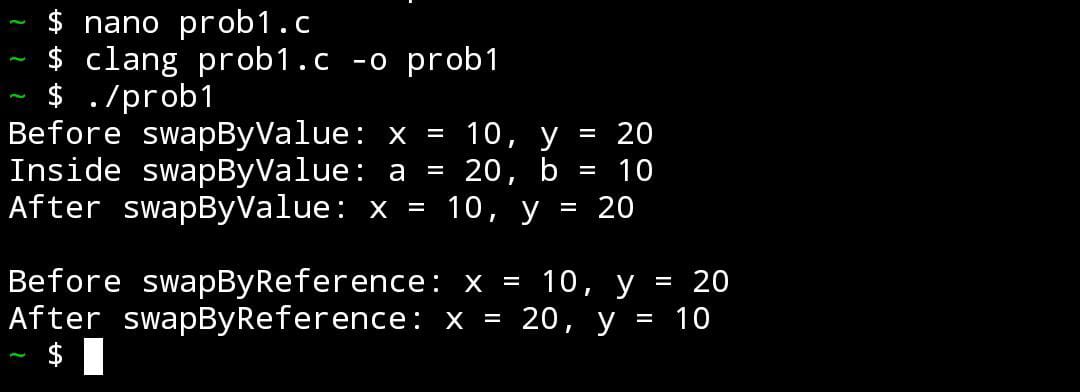 ~ $ nano prob1.c
~ $ clang prob1.c -o prob1
~ $ ./prob1
Before swapByValue: x = 10, y = 20
Inside swapByValue: a = 20, b = 10
After swapByValue: x = 10, y = 20
Before swapByReference: x = 10, y = 20
After swapByReference: x = 20, y = 10
~ $